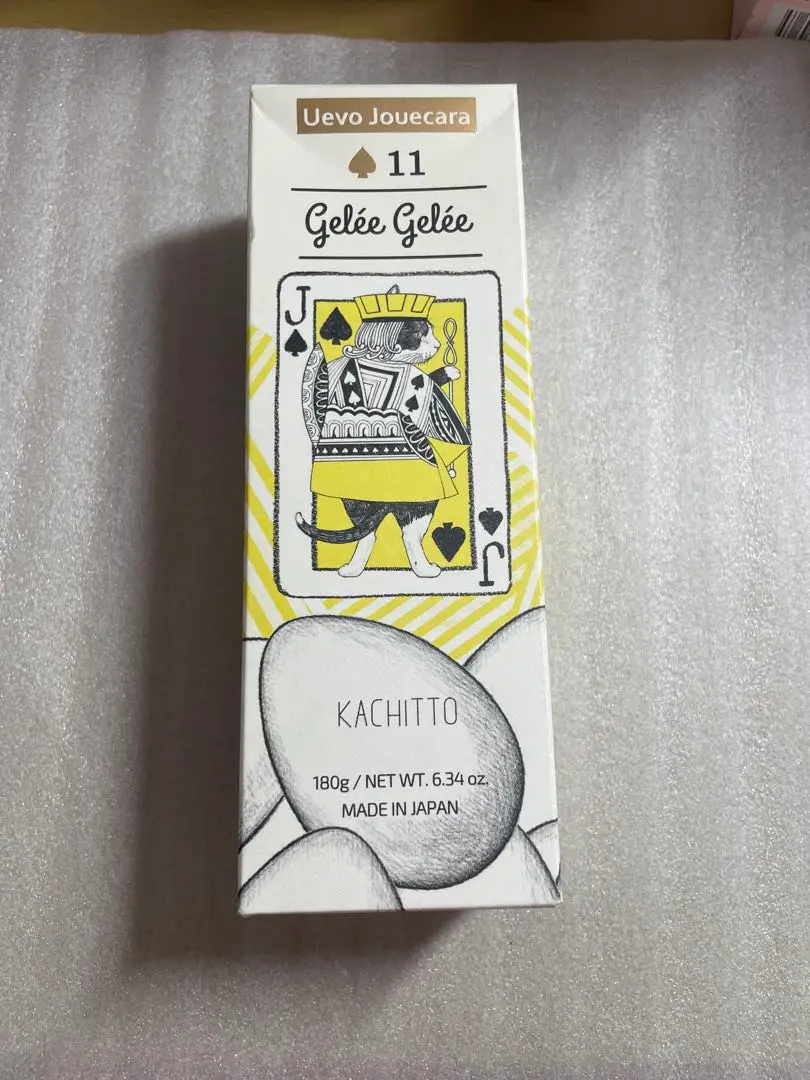 Uevo Jouecara
♠ 11
Gelée Gelée
J
J
KACHITTO
180g / NET WT. 6.34 oz.
MADE IN JAPAN